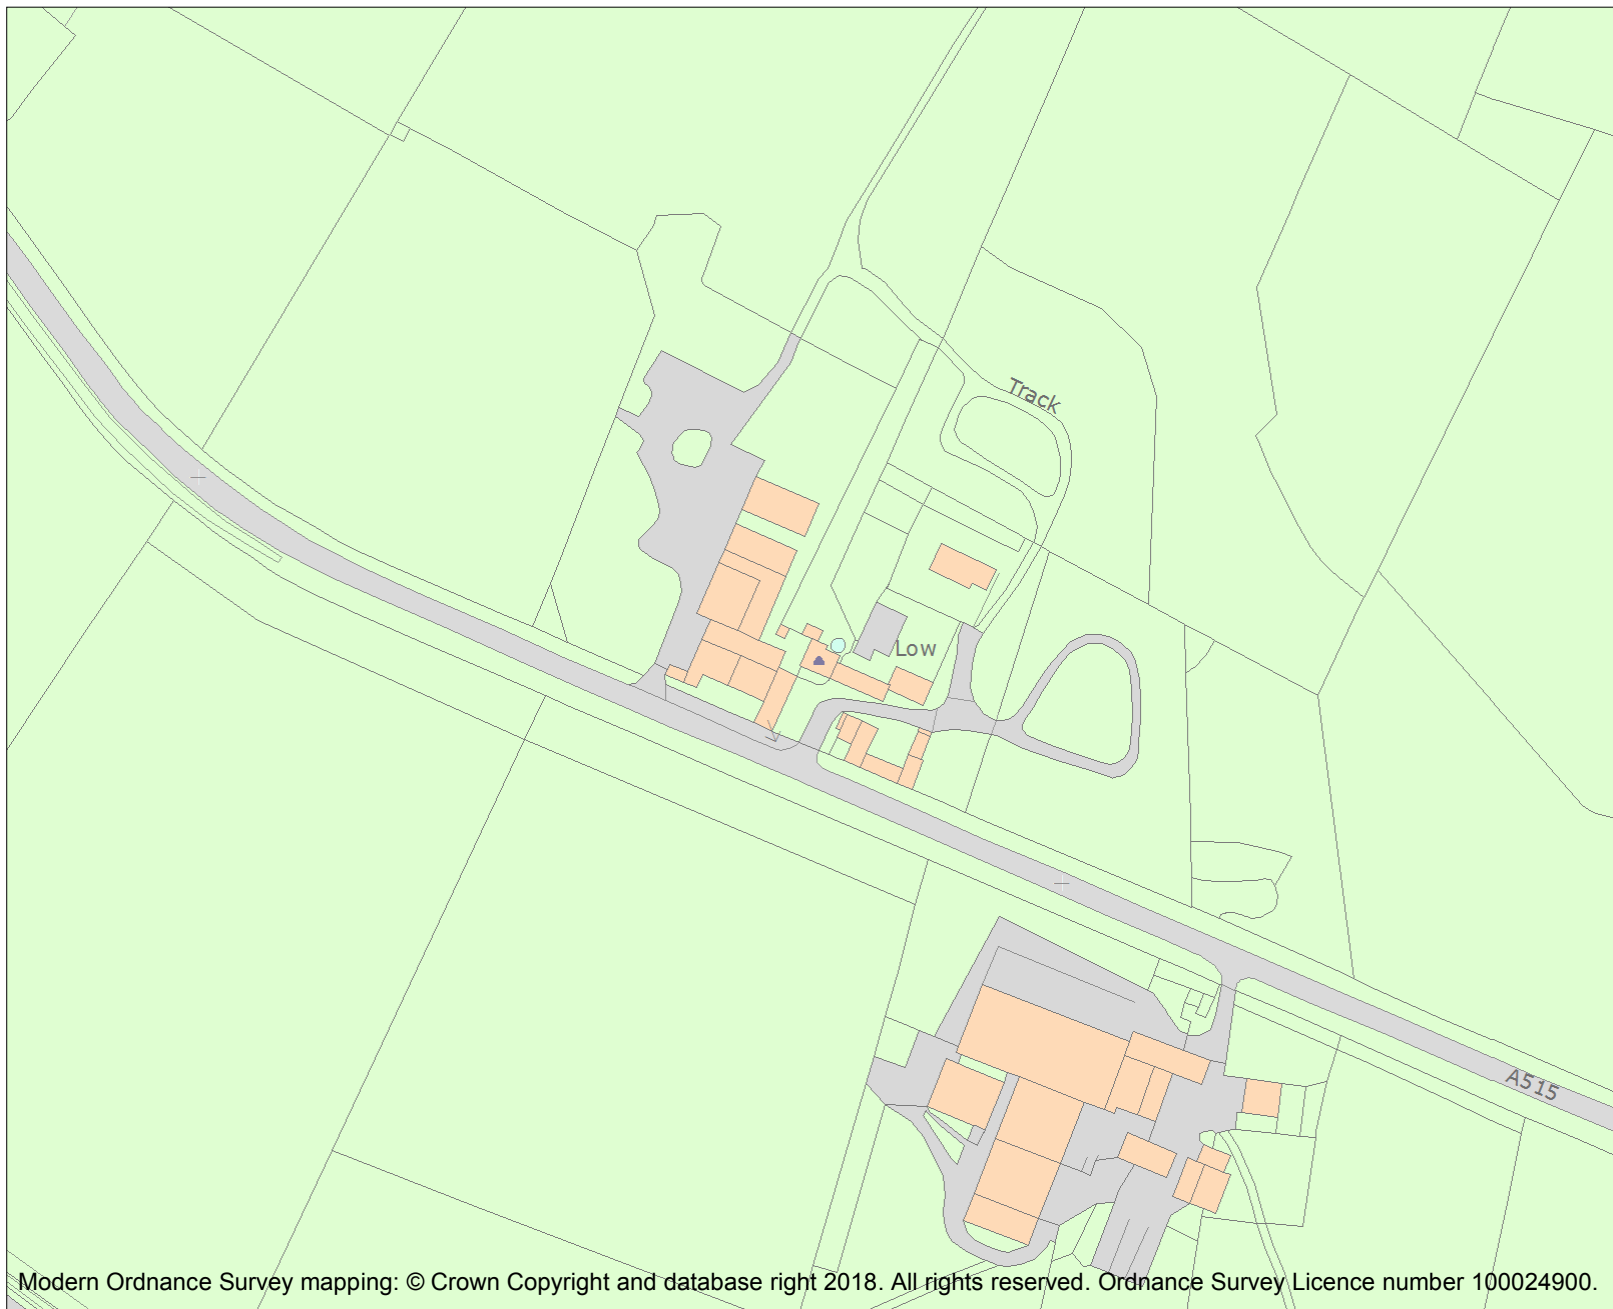 Track
Low
A515
Modern Ordnance Survey mapping: © Crown Copyright and database right 2018. All rights reserved. Ordnance Survey Licence number 100024900.